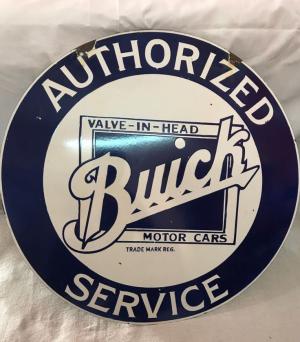 AUTHORIZED
VALVE-IN-HEAD
Buick
MOTOR CARS
TRADE MARK REG.
SERVICE